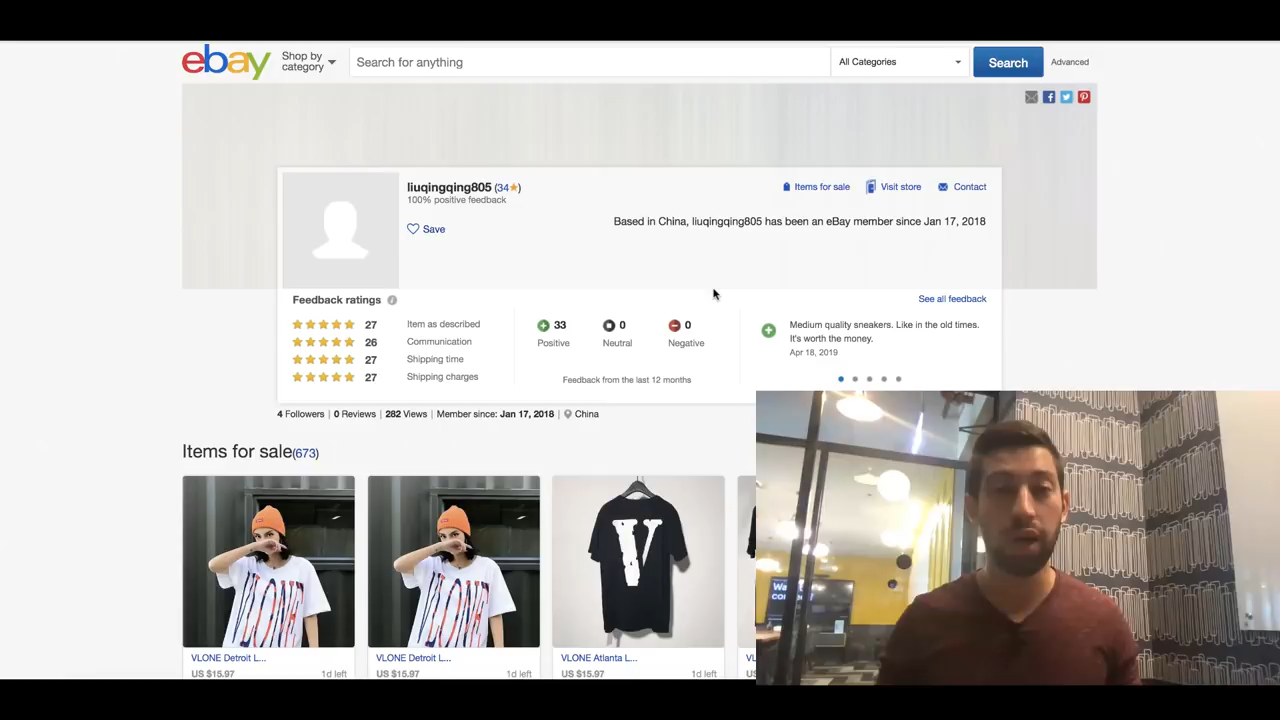 ebay
Shop by
category
Search for anything
All Categories
Search
Advanced
liuqingqing805 (34★)
100% positive feedback
Save
Items for sale
Visit store
Contact
Based in China, liuqingqing805 has been an eBay member since Jan 17, 2018
Feedback ratings
See all feedback
27 Item as described
26 Communication
27 Shipping time
27 Shipping charges
33
Positive
0
Neutral
0
Negative
Feedback from the last 12 months
Medium quality sneakers. Like in the old times.
It's worth the money.
Apr 18, 2019
4 Followers | 0 Reviews | 282 Views | Member since: Jan 17, 2018 | China
Items for sale(673)
V
VLONE Detroit L...
US $15.97 1d left
VLONE Detroit L...
US $15.97 1d left
VLONE Atlanta L...
US $15.97 1d left